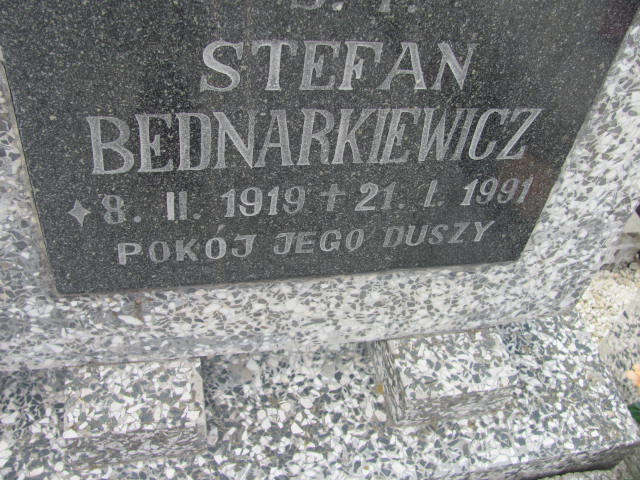 Ś. P.
STEFAN
BEDNARKIEWICZ
✦ 8. II. 1919 ✝ 21. I. 1991
POKÓJ JEGO DUSZY